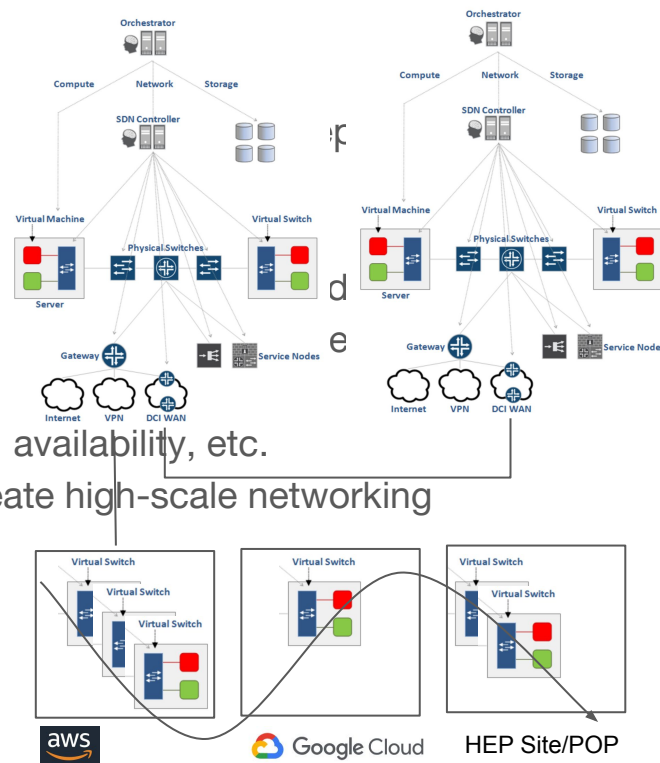 Orchestrator
Compute Network Storage
SDN Controller
Virtual Machine
Virtual Switch
Physical Switches
Server
Gateway
Service Nodes
Internet VPN DCI WAN
Orchestrator
Compute Network Storage
SDN Controller
Virtual Machine
Virtual Switch
Physical Switches
Server
Gateway
Service Node
Internet VPN DCI WAN
availability, etc.
eate high-scale networking
Virtual Switch
Virtual Switch
Virtual Switch
Virtual Switch
Virtual Switch
Virtual Switch
aws
Google Cloud
HEP Site/POP